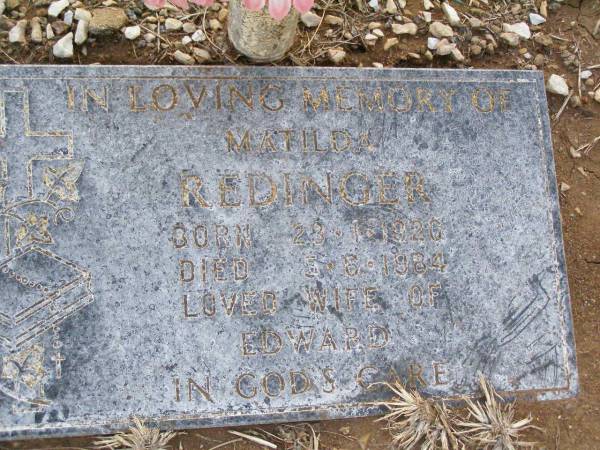 IN LOVING MEMORY OF
MATILDA
REDINGER
BORN 23·1·1920
DIED 5·6·1984
LOVED WIFE OF
EDWARD
IN GOD'S CARE